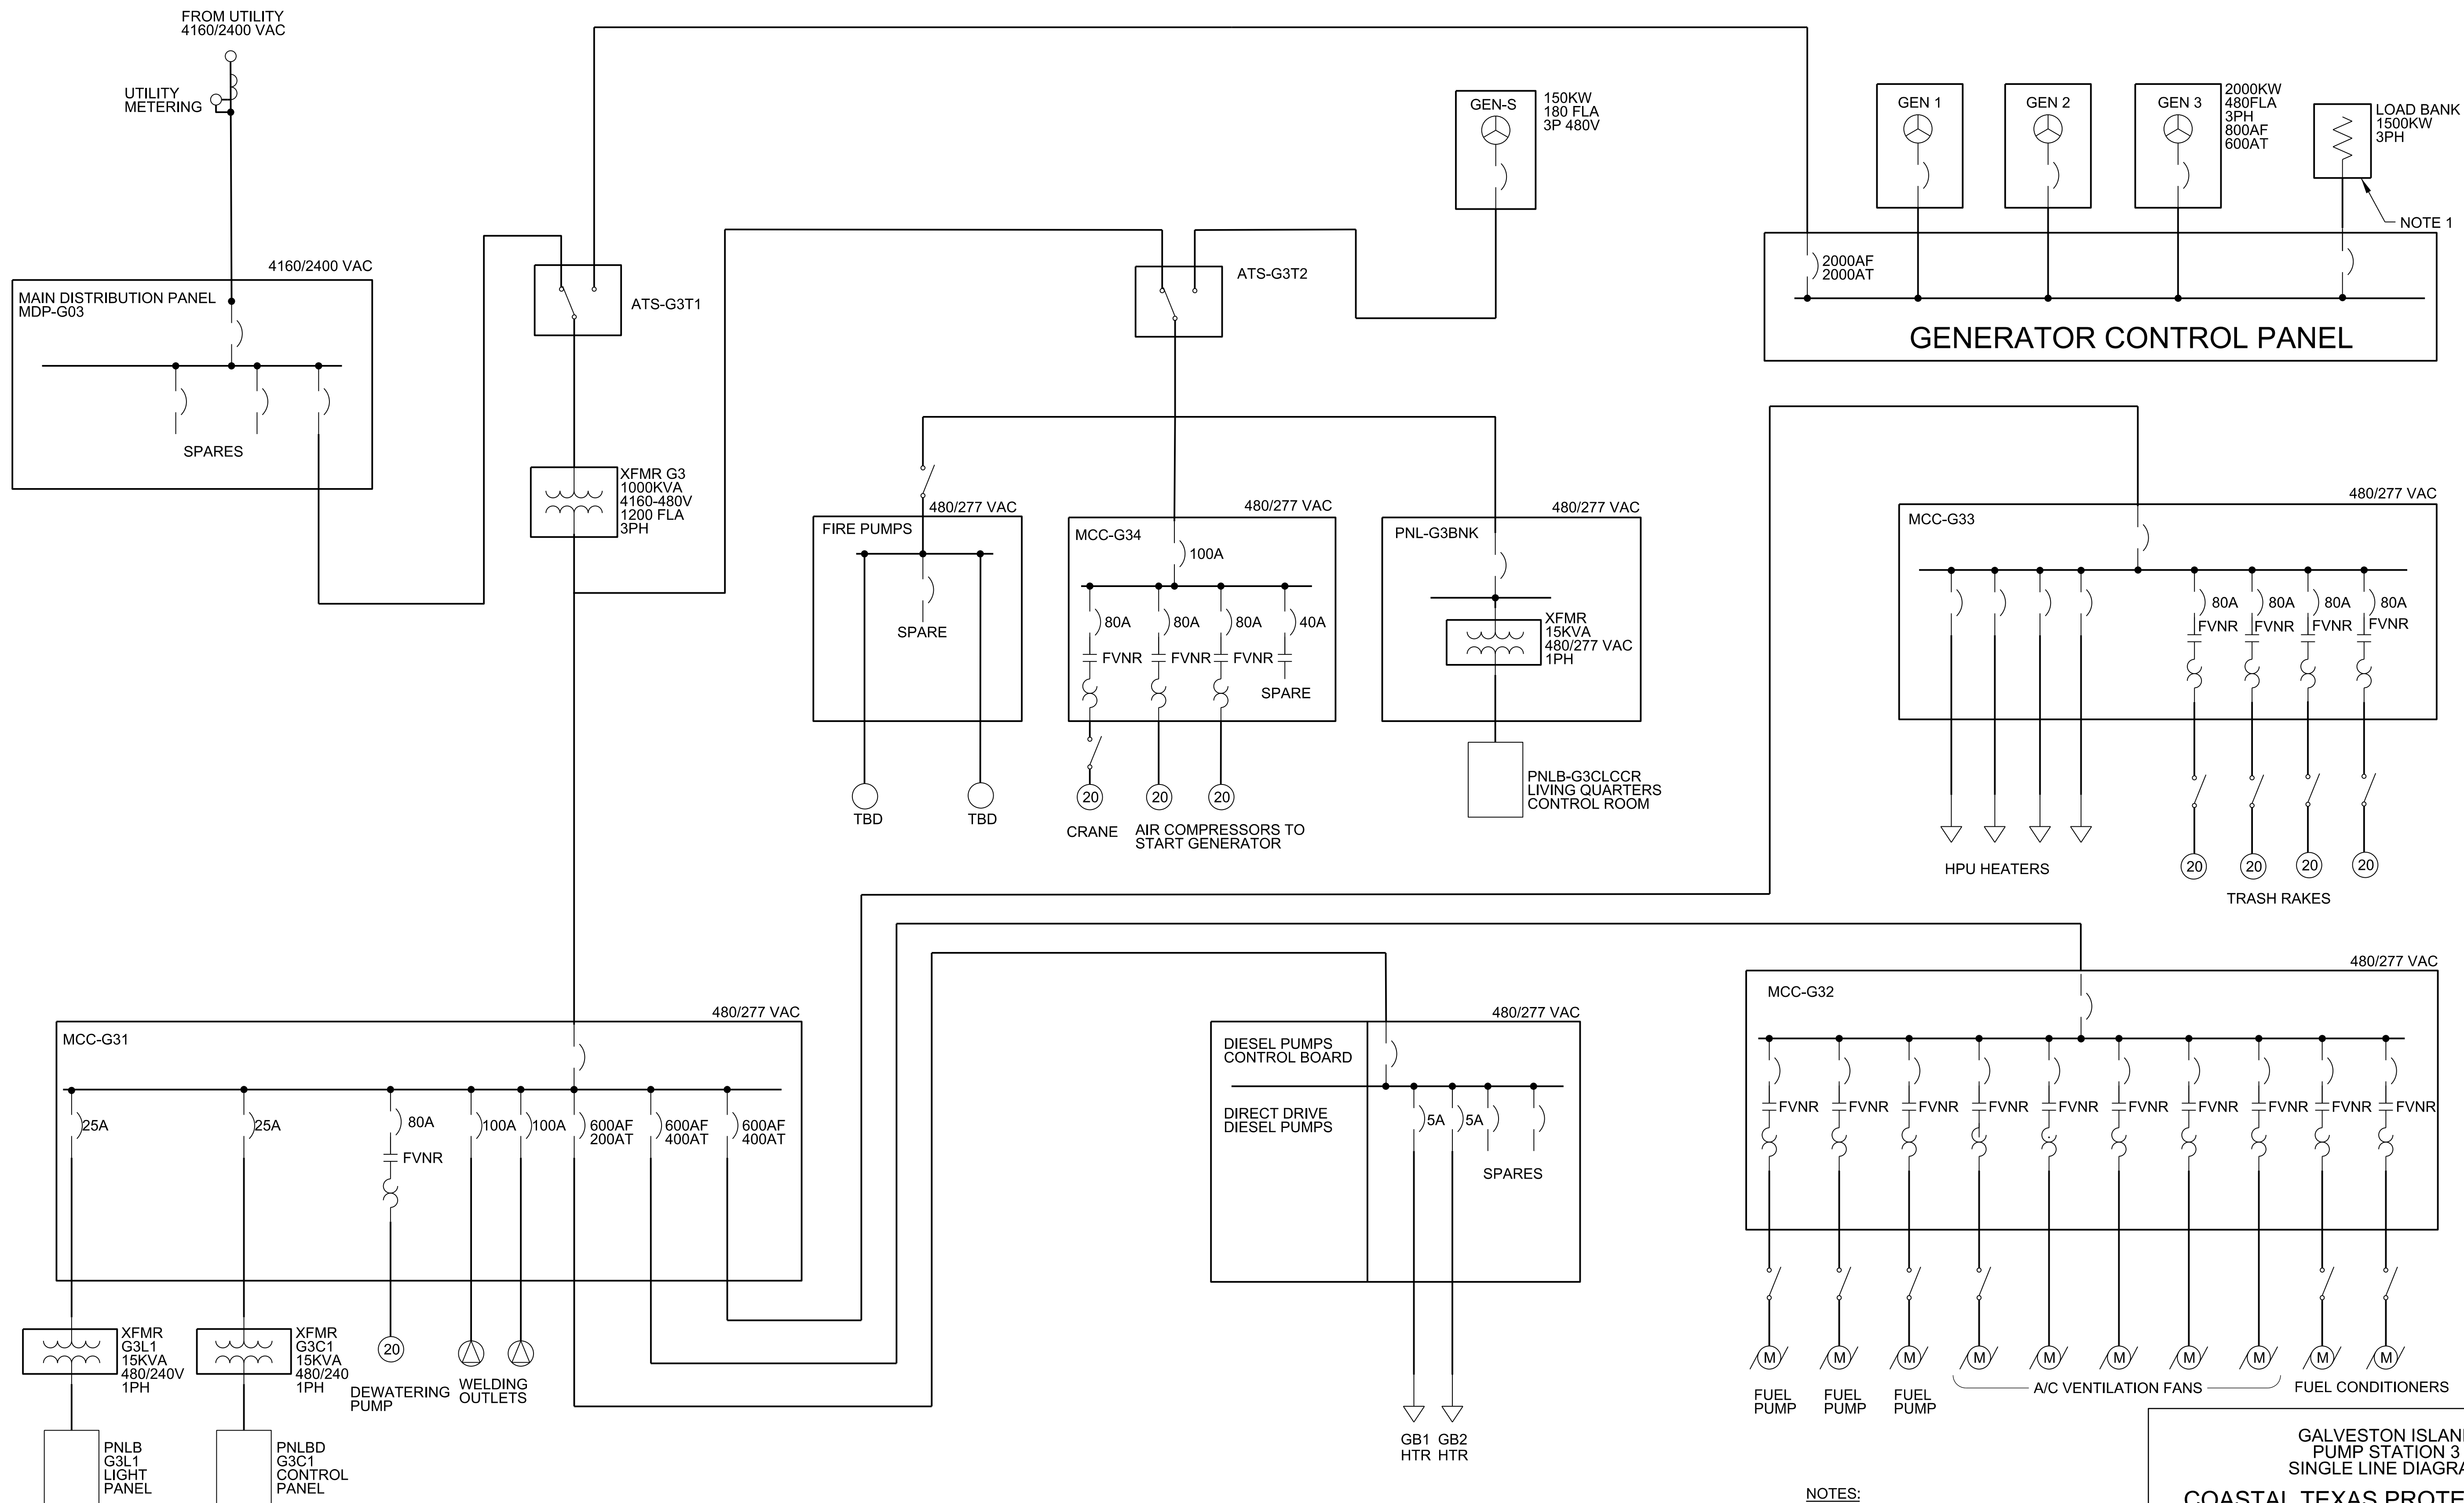 FROM UTILITY
4160/2400 VAC
UTILITY
METERING
4160/2400 VAC
MAIN DISTRIBUTION PANEL
MDP-G03
SPARES
ATS-G3T1
XFMR G3
1000KVA
4160-480V
1200 FLA
3PH
ATS-G3T2
GEN-S
150KW
180 FLA
3P 480V
GEN 1
GEN 2
GEN 3
2000KW
480FLA
3PH
800AF
600AT
LOAD BANK
1500KW
3PH
NOTE 1
2000AF
2000AT
GENERATOR CONTROL PANEL
480/277 VAC
FIRE PUMPS
SPARE
TBD
TBD
480/277 VAC
MCC-G34
100A
80A
80A
80A
40A
FVNR
FVNR
FVNR
SPARE
20
20
20
CRANE
AIR COMPRESSORS TO
START GENERATOR
480/277 VAC
PNL-G3BNK
XFMR
15KVA
480/277 VAC
1PH
PNLB-G3CLCCR
LIVING QUARTERS
CONTROL ROOM
480/277 VAC
MCC-G33
80A
80A
80A
80A
FVNR
FVNR
FVNR
FVNR
HPU HEATERS
20
20
20
20
TRASH RAKES
480/277 VAC
MCC-G31
25A
25A
80A
FVNR
100A
100A
600AF
200AT
600AF
400AT
600AF
400AT
XFMR
G3L1
15KVA
480/240V
1PH
XFMR
G3C1
15KVA
480/240
1PH
20
DEWATERING
PUMP
WELDING
OUTLETS
PNLB
G3L1
LIGHT
PANEL
PNLBD
G3C1
CONTROL
PANEL
480/277 VAC
DIESEL PUMPS
CONTROL BOARD
DIRECT DRIVE
DIESEL PUMPS
5A
5A
SPARES
GB1
HTR
GB2
HTR
480/277 VAC
MCC-G32
FVNR
FVNR
FVNR
FVNR
FVNR
FVNR
FVNR
FVNR
FVNR
FVNR
M
M
M
M
M
M
M
M
M
M
FUEL
PUMP
FUEL
PUMP
FUEL
PUMP
A/C VENTILATION FANS
FUEL CONDITIONERS
NOTES:
GALVESTON
PUMP STATION 3
SINGLE LINE
COASTAL TEXAS